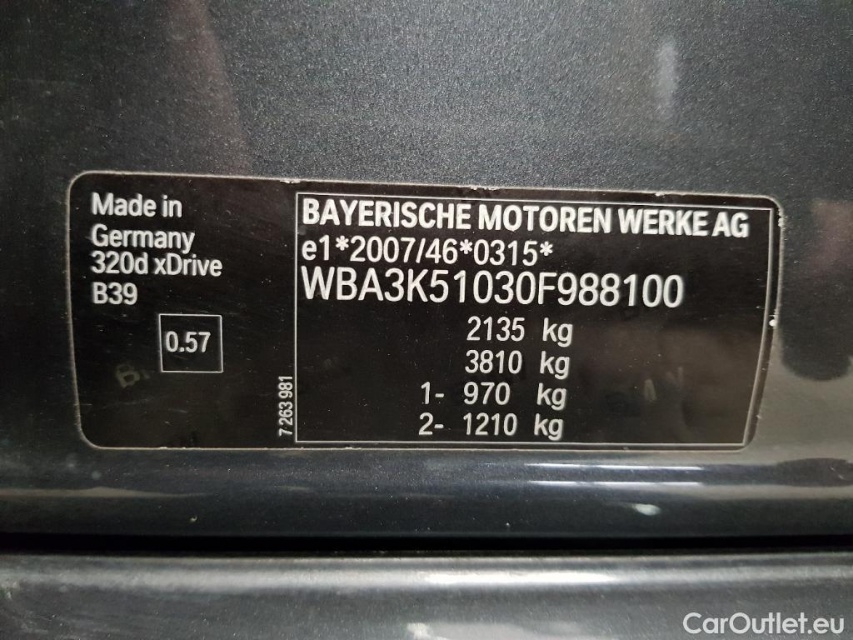 Made in
Germany
320d xDrive
B39
0.57
7 263 981
BAYERISCHE MOTOREN WERKE AG
e1*2007/46*0315*
WBA3K51030F988100
2135 kg
3810 kg
1- 970 kg
2- 1210 kg
CarOutlet.eu